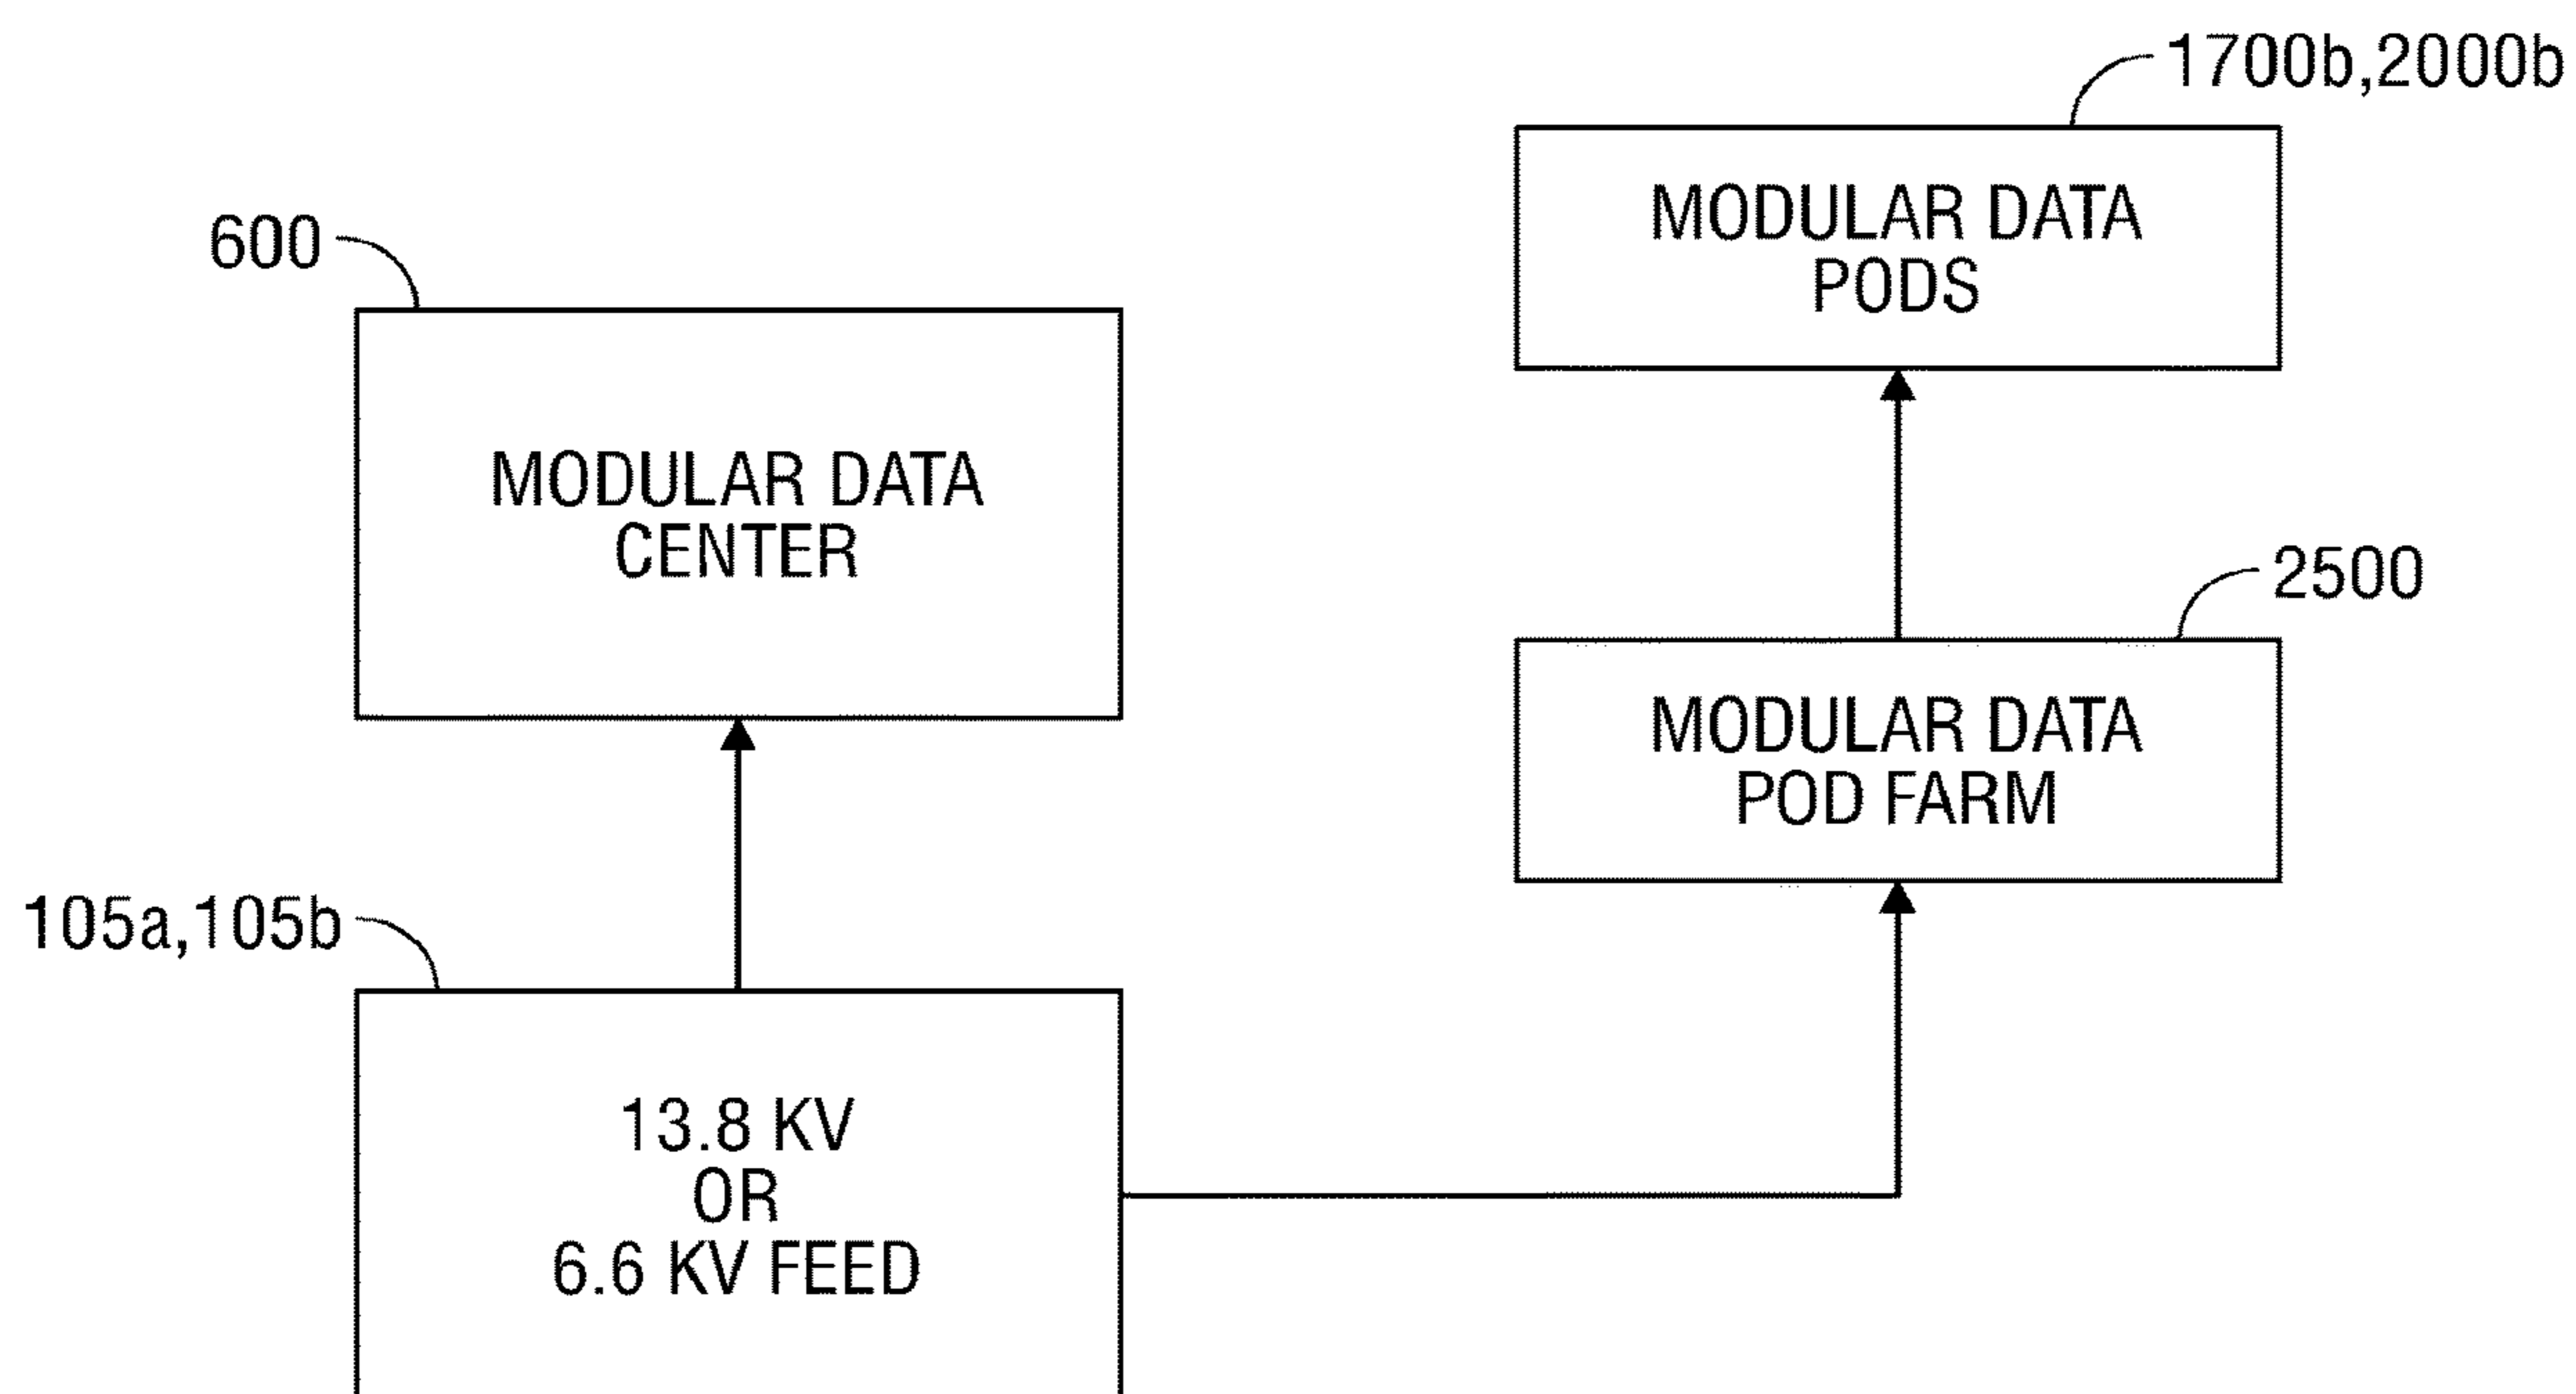 1700b,2000b
MODULAR DATA
PODS
600
MODULAR DATA
CENTER
2500
MODULAR DATA
POD FARM
105a,105b
13.8 KV
OR
6.6 KV FEED